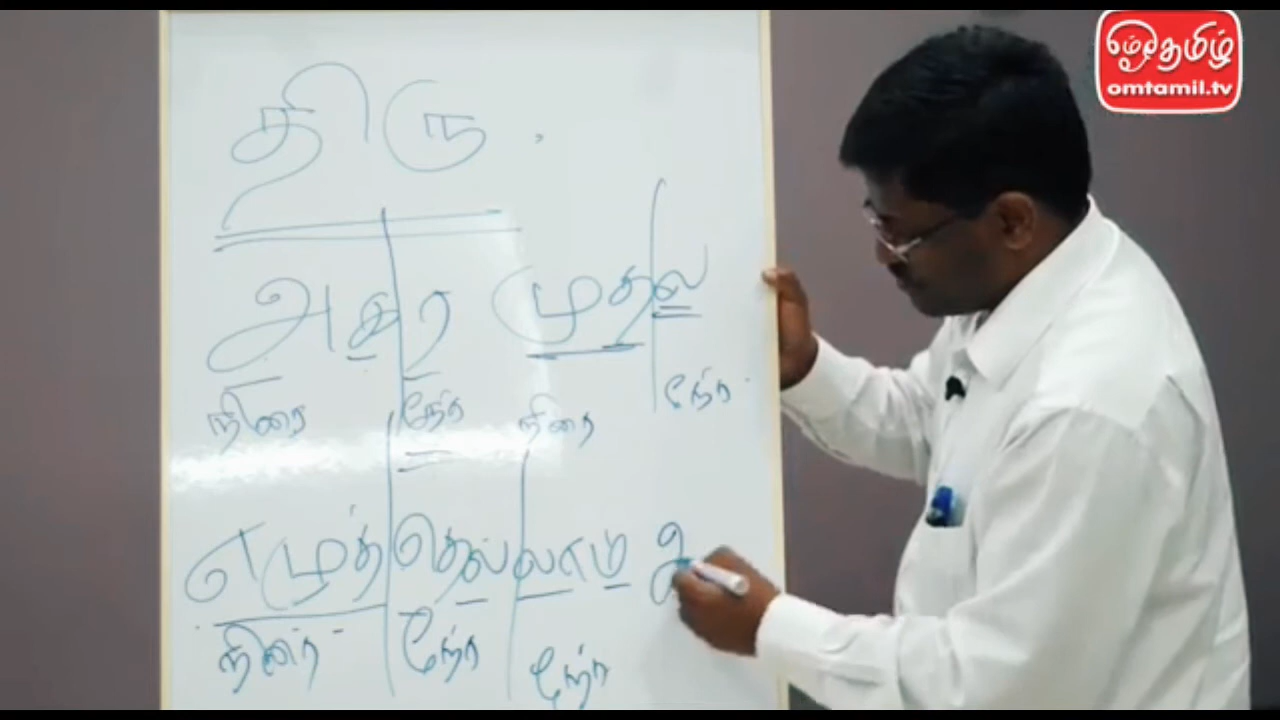 ஓம்தமிழ்
omtamil.tv
திரு
அகர முதல
நிரை நேர் நிரை நேர்
எழுத்தெல்லாம்
நிரை நேர் நேர்